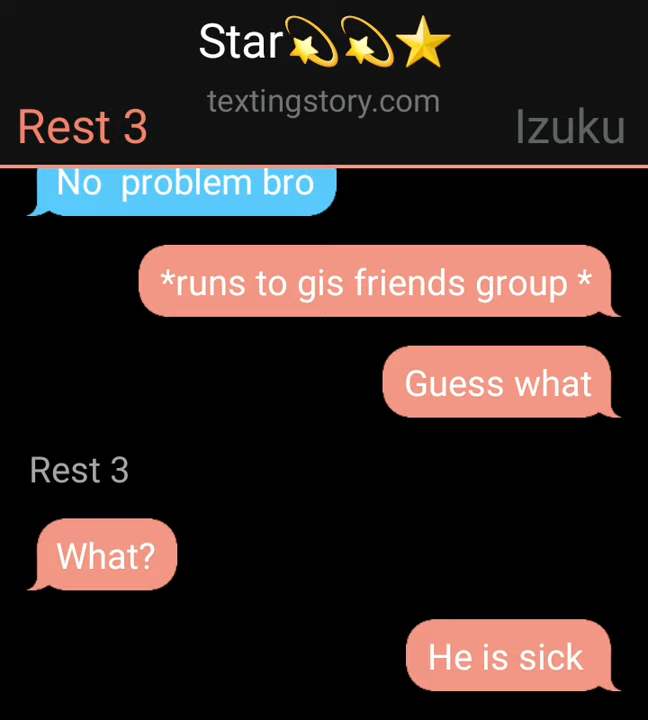 Star💫💫⭐
textingstory.com
Rest 3
Izuku
No  problem bro
*runs to gis friends group *
Guess what
Rest 3
What?
He is sick